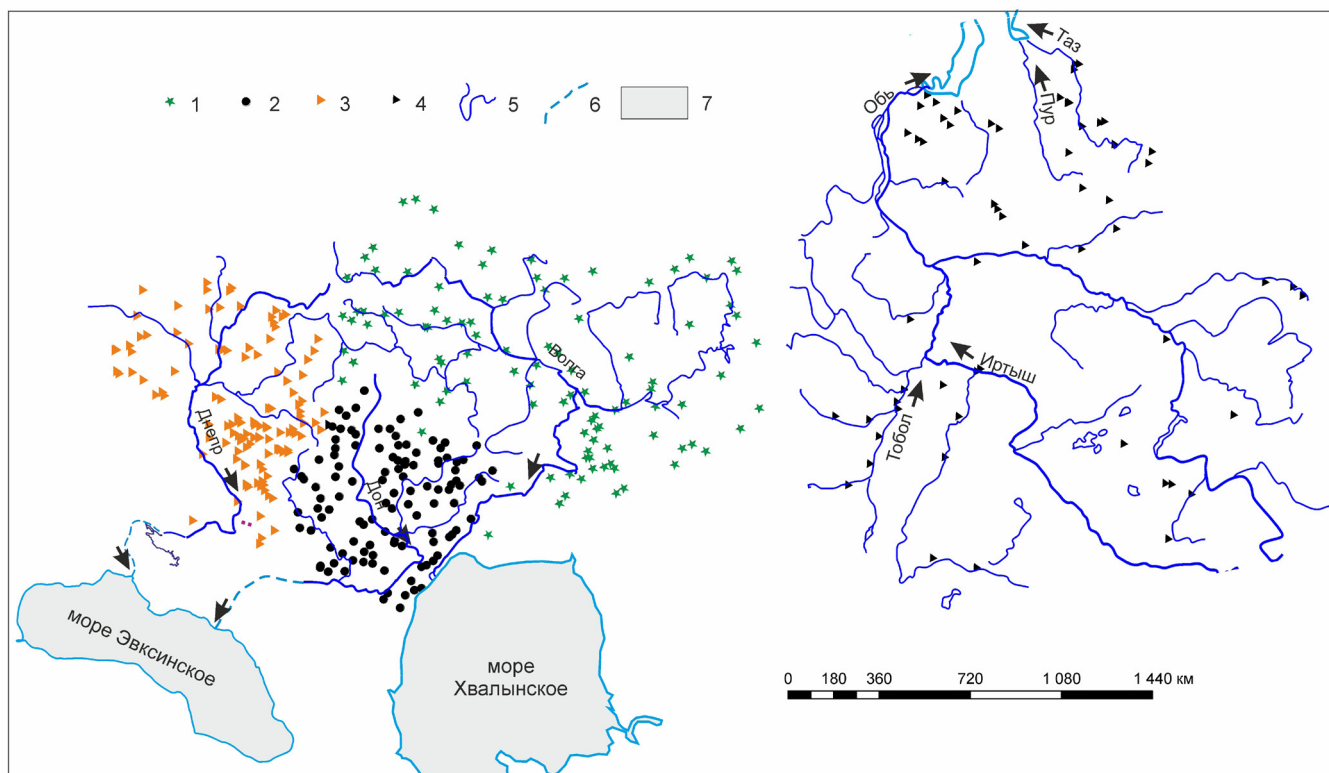 1 2 3 4 5 6 7
Таз
Обь
Пур
Волга
Иртыш
Тобол
Днепр
Дон
море Эвксинское
море
Хвалынское
0 180 360 720 1 080 1 440 км